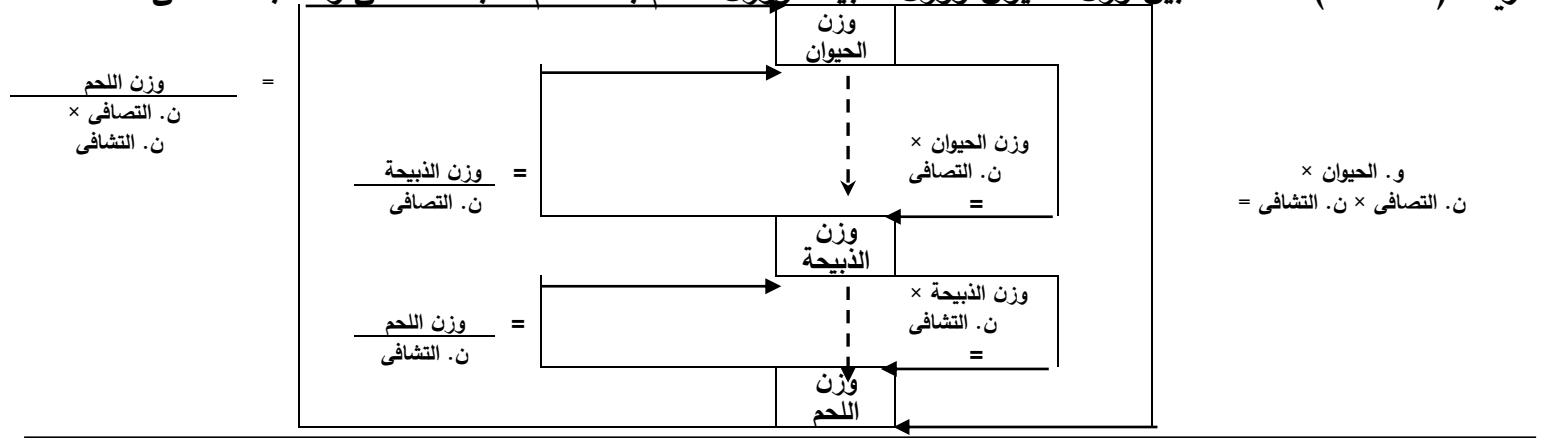 وزن
الحيوان
وزن اللحم =
ن. التصافى ×
ن. التشافى
وزن الحيوان ×
ن. التصافى
=
وزن الذبيحة =
ن. التصافى
و. الحيوان ×
ن. التصافى × ن. التشافى =
وزن
الذبيحة
وزن الذبيحة ×
ن. التشافى
=
وزن اللحم =
ن. التشافى
وزن
اللحم